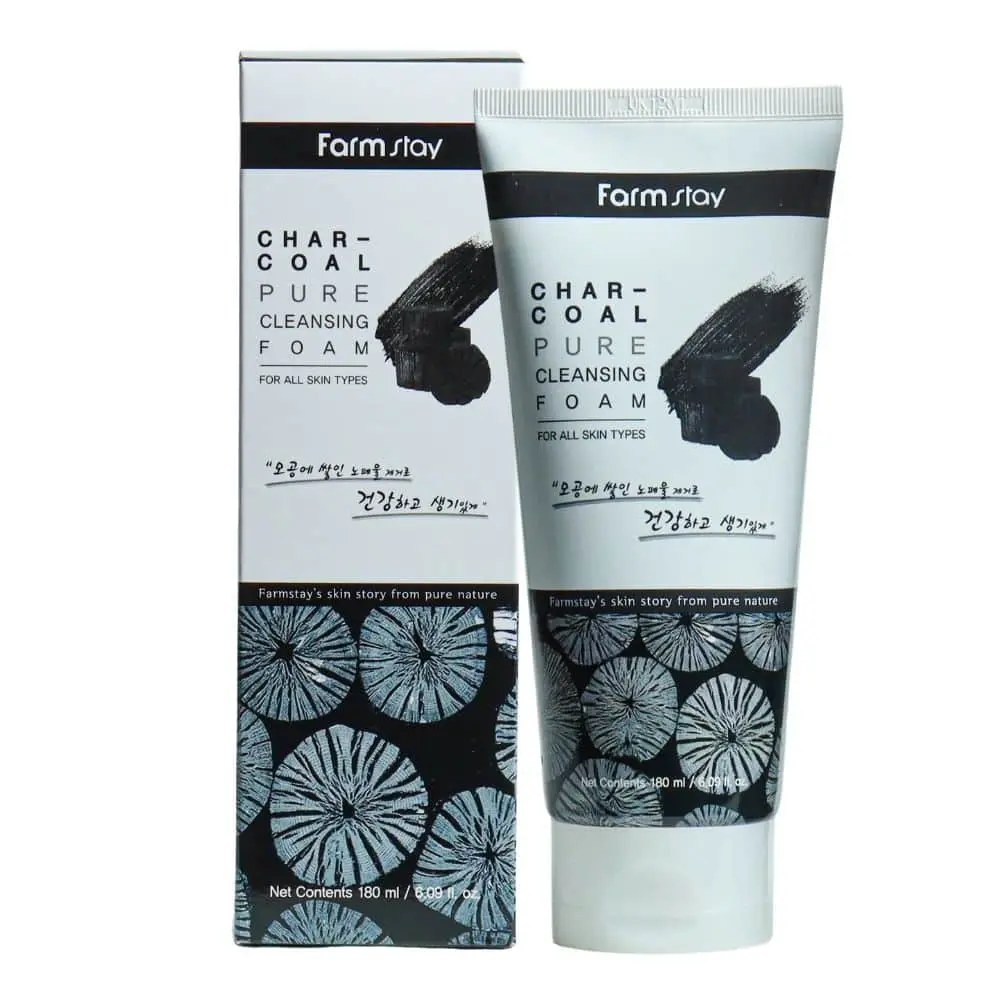 Farmstay
CHAR-
COAL
PURE
CLEANSING
FOAM
FOR ALL SKIN TYPES
"모공에 쌓인 노폐물 제거로
건강하고 생기있게"
Farmstay's skin story from pure nature
Net Contents 180 ml / 6.09 fl. oz.
Farmstay
CHAR-
COAL
PURE
CLEANSING
FOAM
FOR ALL SKIN TYPES
"모공에 쌓인 노폐물 제거로
건강하고 생기있게"
Farmstay's skin story from pure nature
Net Contents 180 ml / 6.09 fl. oz.